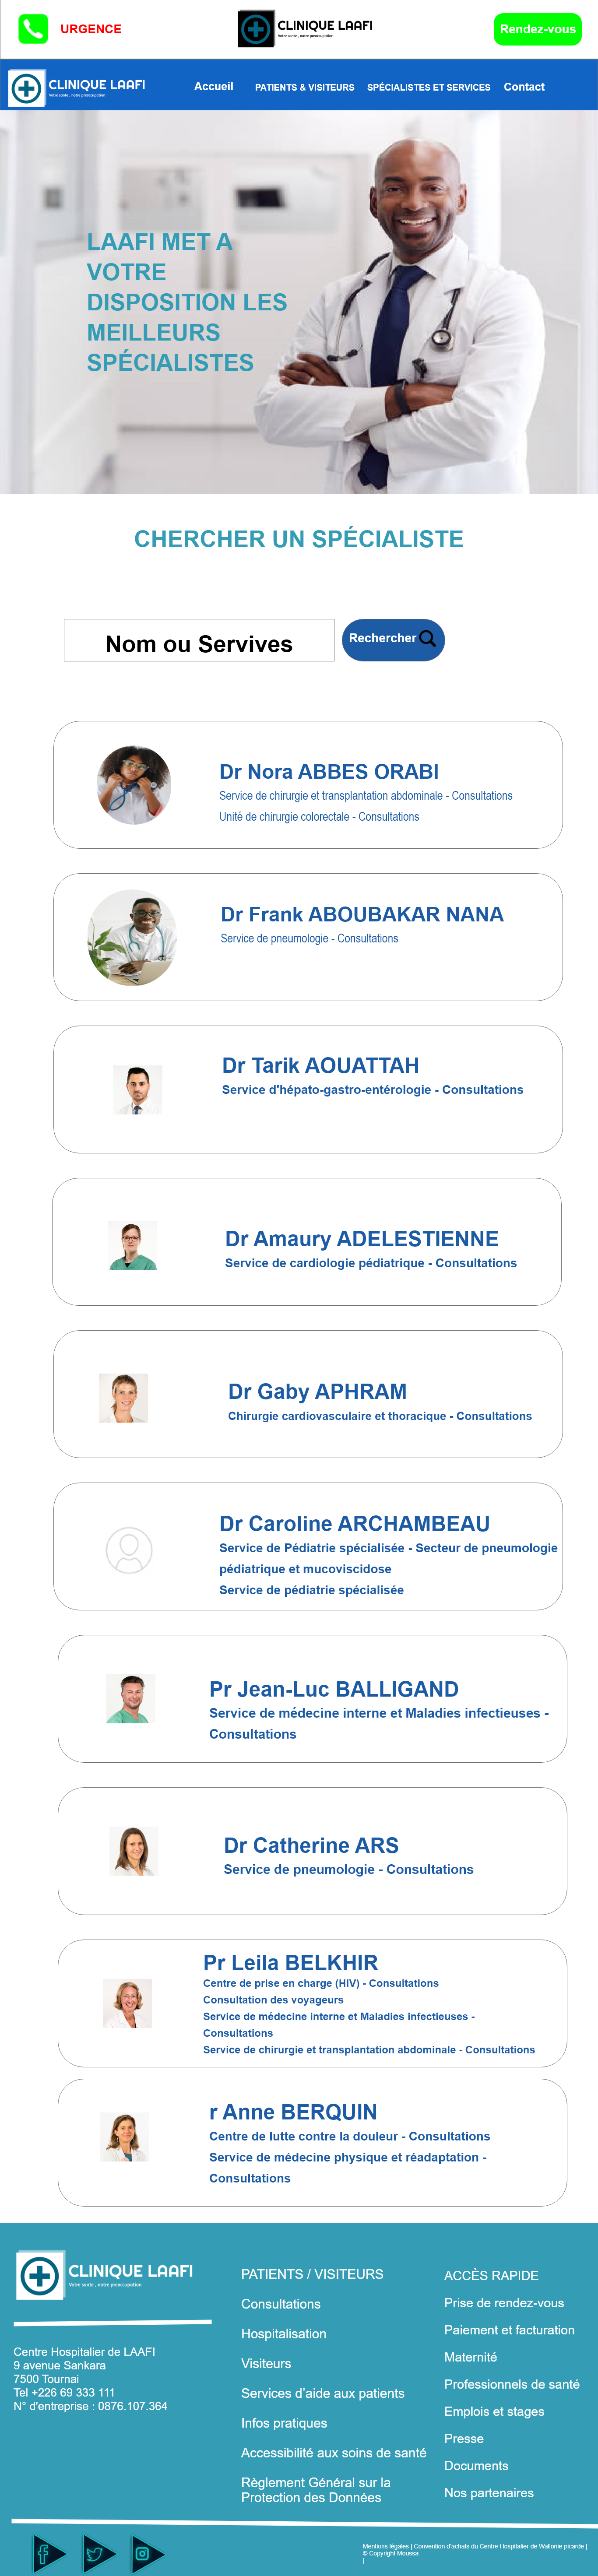 URGENCE
CLINIQUE LAAFI
Votre santé , notre preoccupation
Rendez-vous
CLINIQUE LAAFI
Votre santé , notre preoccupation
Accueil
PATIENTS & VISITEURS
SPÉCIALISTES ET SERVICES
Contact
LAAFI MET A
VOTRE
DISPOSITION LES
MEILLEURS
SPÉCIALISTES
CHERCHER UN SPÉCIALISTE
Nom ou Servives
Rechercher
Dr Nora ABBES ORABI
Service de chirurgie et transplantation abdominale - Consultations
Unité de chirurgie colorectale - Consultations
Dr Frank ABOUBAKAR NANA
Service de pneumologie - Consultations
Dr Tarik AOUATTAH
Service d'hépato-gastro-entérologie - Consultations
Dr Amaury ADELESTIENNE
Service de cardiologie pédiatrique - Consultations
Dr Gaby APHRAM
Chirurgie cardiovasculaire et thoracique - Consultations
Dr Caroline ARCHAMBEAU
Service de Pédiatrie spécialisée - Secteur de pneumologie
pédiatrique et mucoviscidose
Service de pédiatrie spécialisée
Pr Jean-Luc BALLIGAND
Service de médecine interne et Maladies infectieuses -
Consultations
Dr Catherine ARS
Service de pneumologie - Consultations
Pr Leila BELKHIR
Centre de prise en charge (HIV) - Consultations
Consultation des voyageurs
Service de médecine interne et Maladies infectieuses -
Consultations
Service de chirurgie et transplantation abdominale - Consultations
r Anne BERQUIN
Centre de lutte contre la douleur - Consultations
Service de médecine physique et réadaptation -
Consultations
CLINIQUE LAAFI
Votre santé , notre preoccupation
Centre Hospitalier de LAAFI
9 avenue Sankara
7500 Tournai
Tel +226 69 333 111
N° d'entreprise : 0876.107.364
PATIENTS / VISITEURS
Consultations
Hospitalisation
Visiteurs
Services d'aide aux patients
Infos pratiques
Accessibilité aux soins de santé
Règlement Général sur la
Protection des Données
ACCÈS RAPIDE
Prise de rendez-vous
Paiement et facturation
Maternité
Professionnels de santé
Emplois et stages
Presse
Documents
Nos partenaires
Mentions légales | Convention d'achats du Centre Hospitalier de Wallonie picarde |
© Copyright Moussa
|